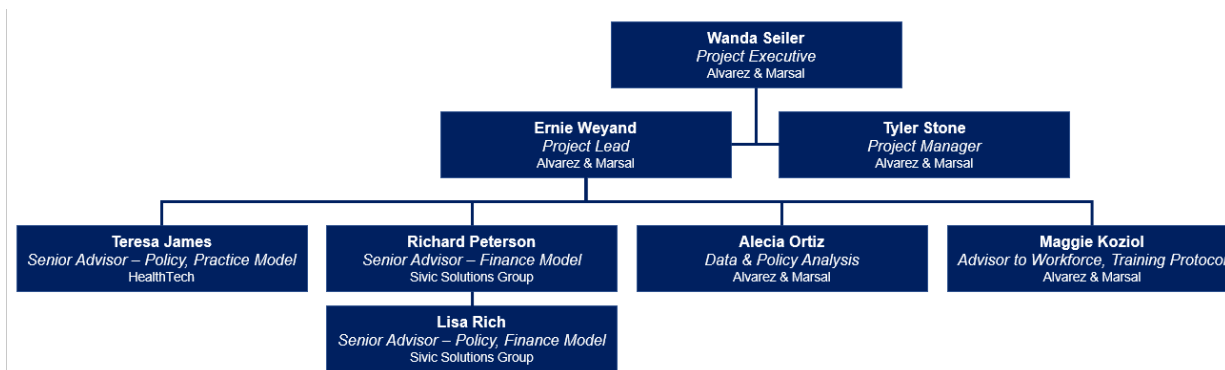 Wanda Seiler
Project Executive
Alvarez & Marsal
Ernie Weyand
Project Lead
Alvarez & Marsal
Tyler Stone
Project Manager
Alvarez & Marsal
Teresa James
Senior Advisor – Policy, Practice Model
HealthTech
Richard Peterson
Senior Advisor – Finance Model
Sivic Solutions Group
Alecia Ortiz
Data & Policy Analysis
Alvarez & Marsal
Maggie Koziol
Advisor to Workforce, Training Protocol
Alvarez & Marsal
Lisa Rich
Senior Advisor – Policy, Finance Model
Sivic Solutions Group